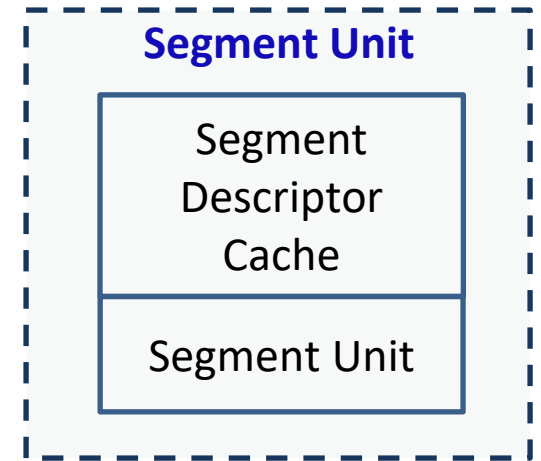 Segment Unit
Segment
Descriptor
Cache
Segment Unit